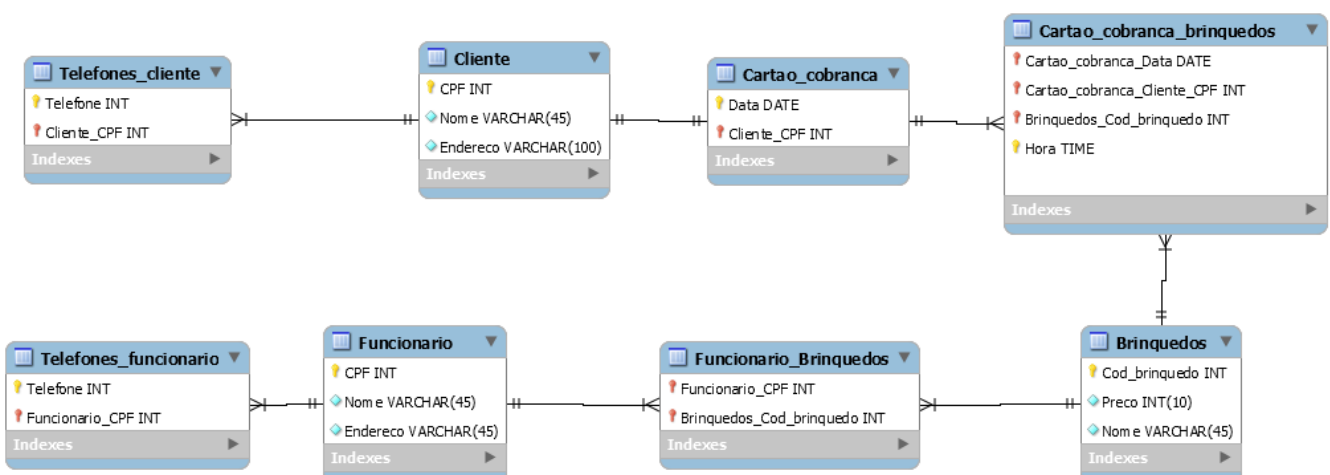 Telefones_cliente
Telefone INT
Cliente_CPF INT
Indexes
Cliente
CPF INT
Nome VARCHAR(45)
Endereco VARCHAR(100)
Indexes
Cartao_cobranca
Data DATE
Cliente_CPF INT
Indexes
Cartao_cobranca_brinquedos
Cartao_cobranca_Data DATE
Cartao_cobranca_Cliente_CPF INT
Brinquedos_Cod_brinquedo INT
Hora TIME
Indexes
Telefones_funcionario
Telefone INT
Funcionario_CPF INT
Indexes
Funcionario
CPF INT
Nome VARCHAR(45)
Endereco VARCHAR(45)
Indexes
Funcionario_Brinquedos
Funcionario_CPF INT
Brinquedos_Cod_brinquedo INT
Indexes
Brinquedos
Cod_brinquedo INT
Preco INT(10)
Nome VARCHAR(45)
Indexes